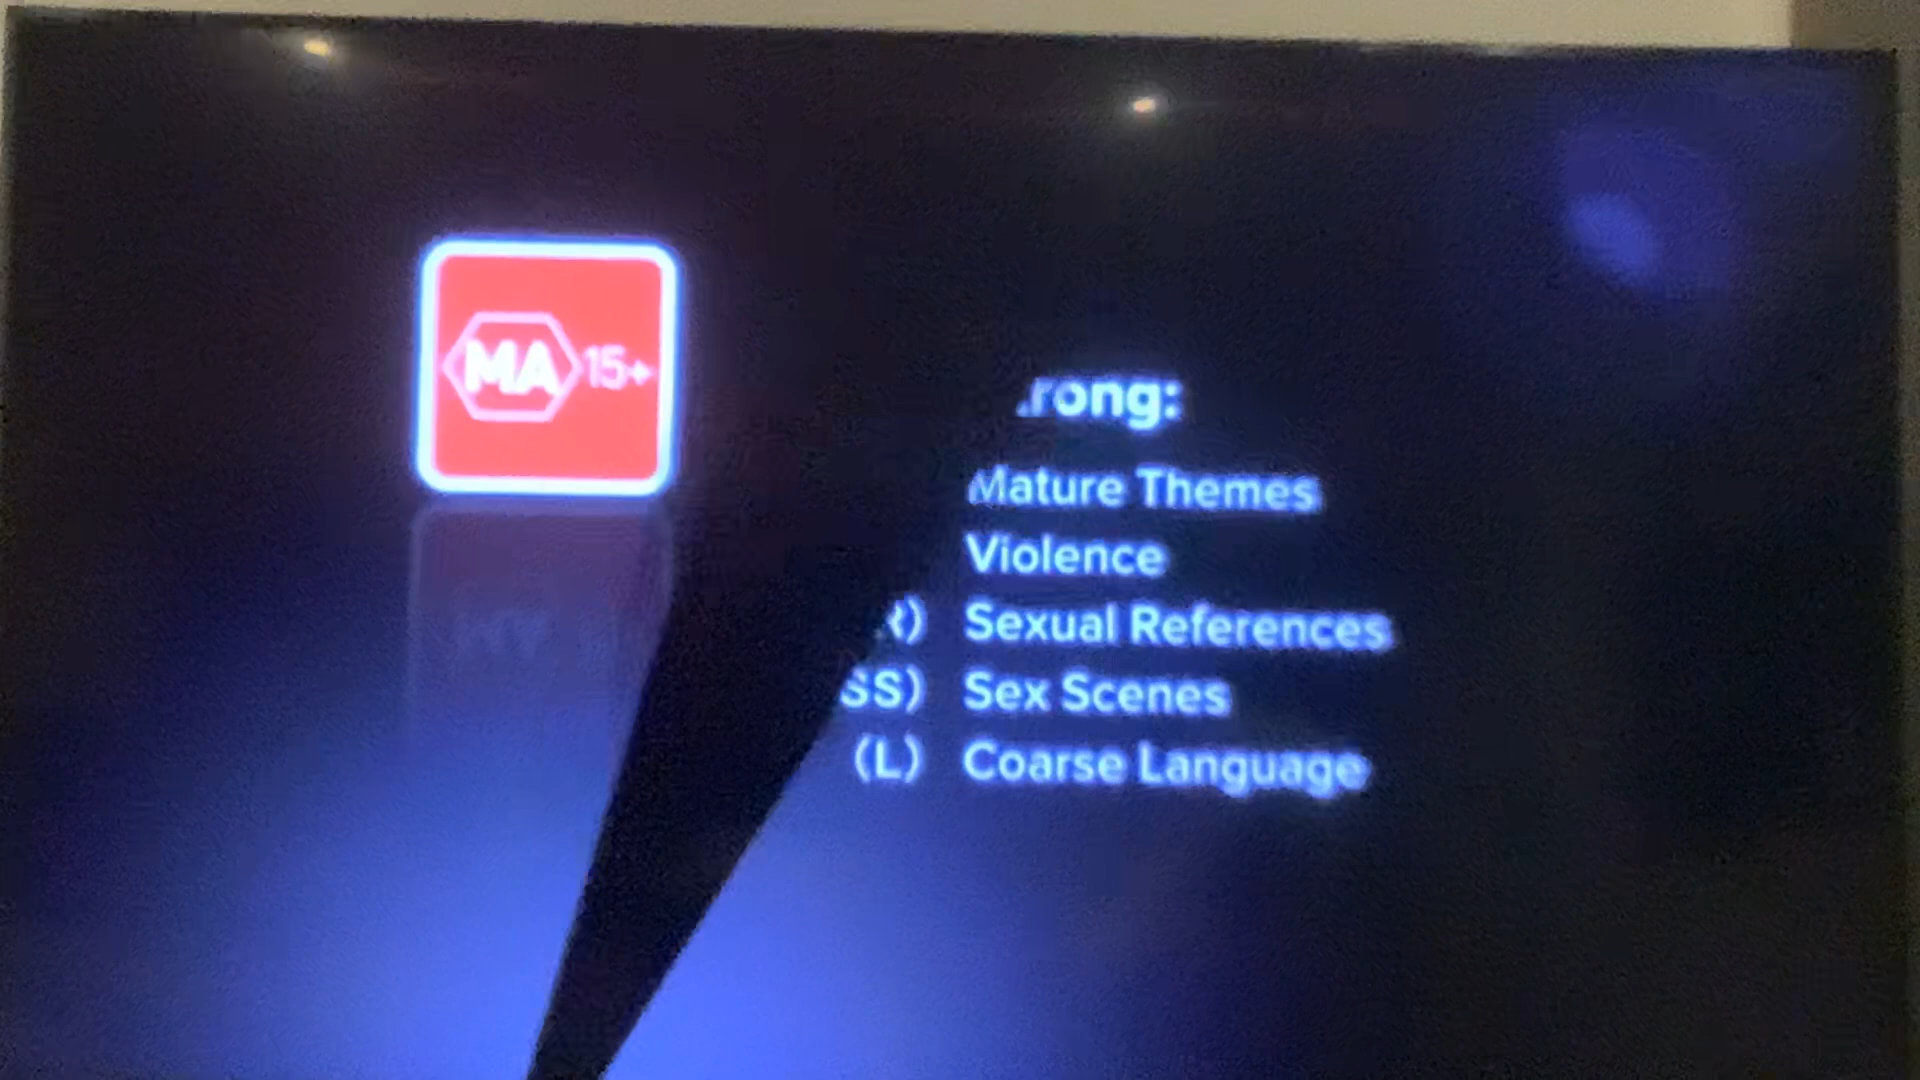 MA 15+
rong:
Mature Themes
Violence
R) Sexual References
SS) Sex Scenes
(L) Coarse Language